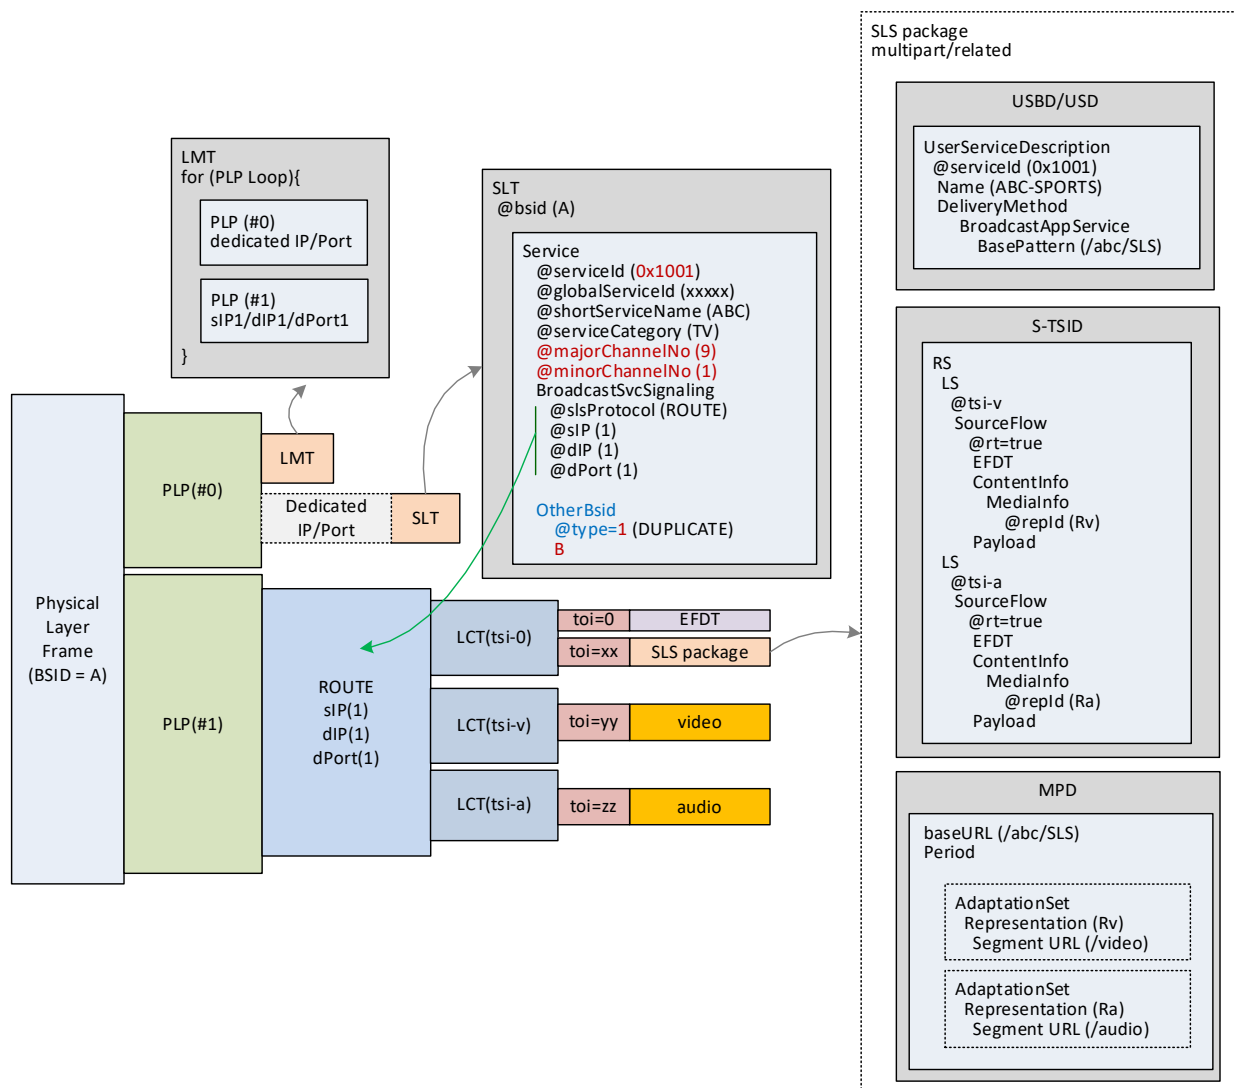 SLS package
multipart/related
USBD/USD
UserServiceDescription
@serviceId (0x1001)
Name (ABC-SPORTS)
DeliveryMethod
BroadcastAppService
BasePattern (/abc/SLS)
LMT
for (PLP Loop){
PLP (#0)
dedicated IP/Port
PLP (#1)
sIP1/dIP1/dPort1
}
SLT
@bsid (A)
Service
@serviceId (0x1001)
@globalServiceId (xxxxx)
@shortServiceName (ABC)
@serviceCategory (TV)
@majorChannelNo (9)
@minorChannelNo (1)
BroadcastSvcSignaling
@slsProtocol (ROUTE)
@sIP (1)
@dIP (1)
@dPort (1)
OtherBsid
@type=1 (DUPLICATE)
B
S-TSID
RS
LS
@tsi-v
SourceFlow
@rt=true
EFDT
ContentInfo
MediaInfo
@repId (Rv)
Payload
LS
@tsi-a
SourceFlow
@rt=true
EFDT
ContentInfo
MediaInfo
@repId (Ra)
Payload
Physical
Layer
Frame
(BSID = A)
PLP(#0)
LMT
Dedicated
IP/Port
SLT
PLP(#1)
ROUTE
sIP(1)
dIP(1)
dPort(1)
LCT(tsi-0)
toi=0
EFDT
toi=xx
SLS package
LCT(tsi-v)
toi=yy
video
LCT(tsi-a)
toi=zz
audio
MPD
baseURL (/abc/SLS)
Period
AdaptationSet
Representation (Rv)
Segment URL (/video)
AdaptationSet
Representation (Ra)
Segment URL (/audio)